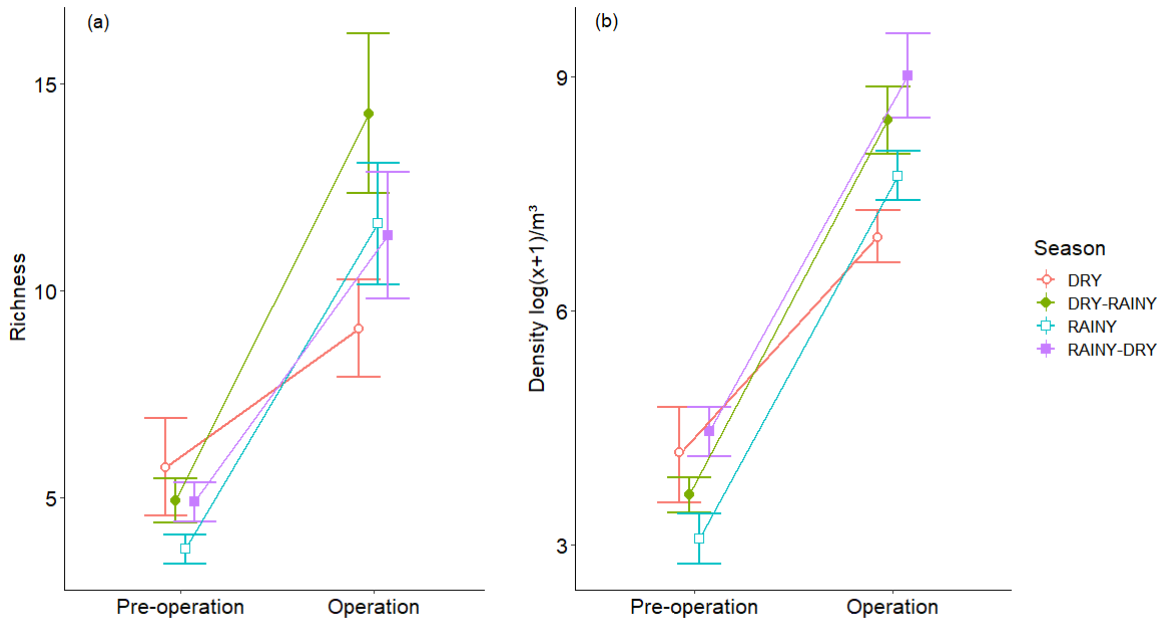 (a)
15
10
5
Richness
Pre-operation
Operation
(b)
9
6
3
Density log(x+1)/m³
Pre-operation
Operation
Season
DRY
DRY-RAINY
RAINY
RAINY-DRY